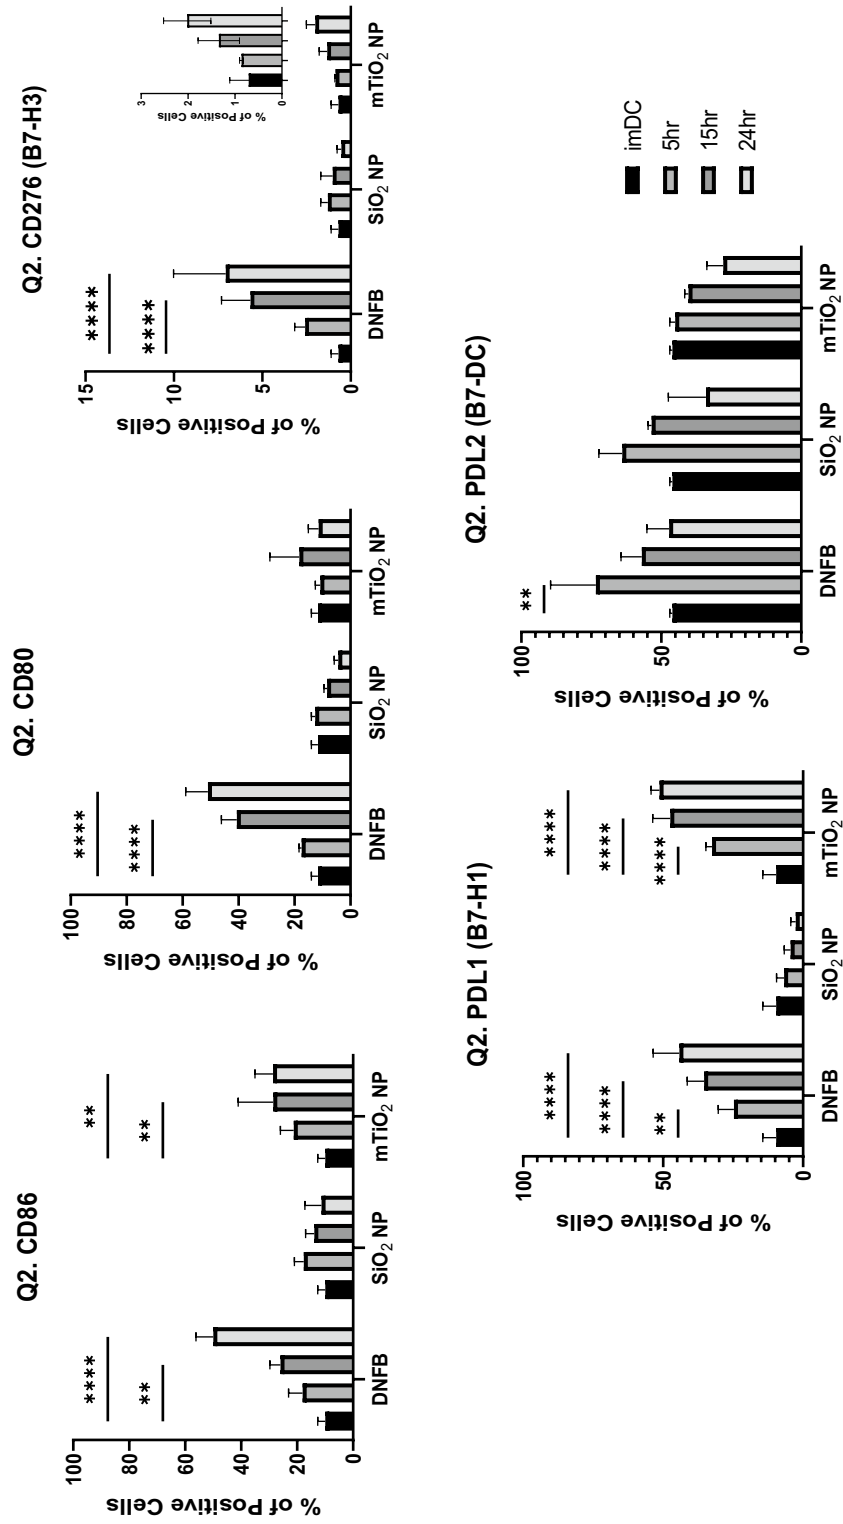 Q2. CD86
% of Positive Cells
100
80
60
40
20
0
****
**
**
**
DNFB
SiO2 NP
mTiO2 NP
Q2. CD80
% of Positive Cells
100
80
60
40
20
0
****
****
DNFB
SiO2 NP
mTiO2 NP
Q2. CD276 (B7-H3)
% of Positive Cells
15
10
5
0
****
****
DNFB
SiO2 NP
mTiO2 NP
% of Positive Cells
3
2
1
0
Q2. PDL1 (B7-H1)
% of Positive Cells
100
50
0
****
****
**
****
****
****
DNFB
SiO2 NP
mTiO2 NP
Q2. PDL2 (B7-DC)
% of Positive Cells
100
50
0
**
DNFB
SiO2 NP
mTiO2 NP
imDC
5hr
15hr
24hr